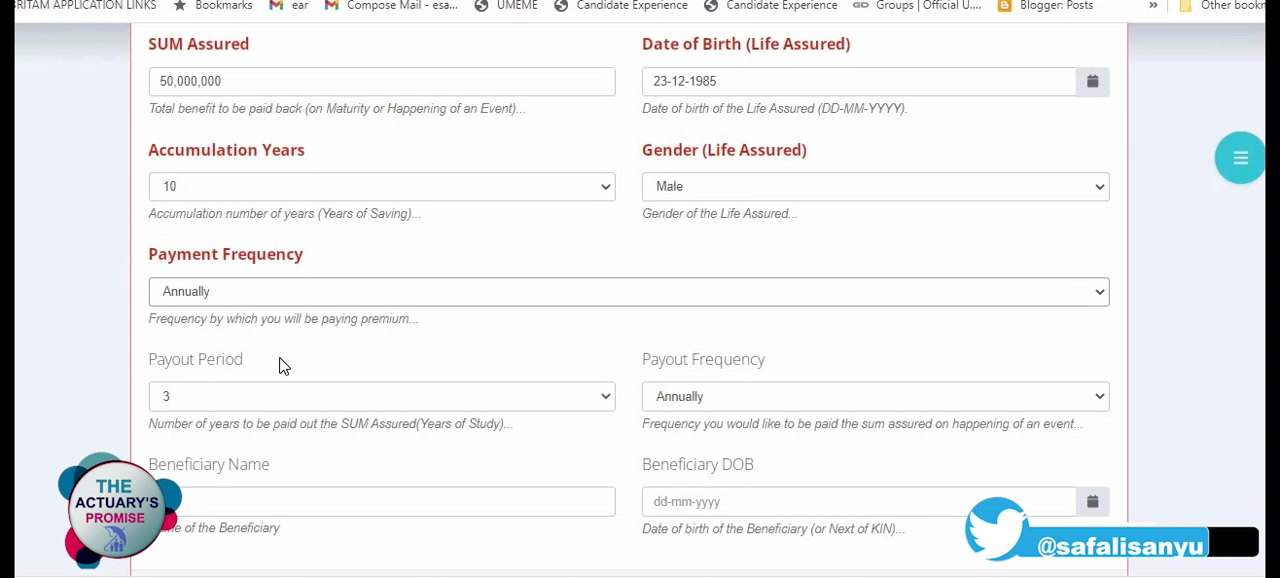 BRITAM APPLICATION LINKS Bookmarks ear Compose Mail - esa... UMEME Candidate Experience Candidate Experience Groups | Official U.... Blogger: Posts » Other bookm
SUM Assured Date of Birth (Life Assured)
50,000,000 23-12-1985
Total benefit to be paid back (on Maturity or Happening of an Event)... Date of birth of the Life Assured (DD-MM-YYYY).
Accumulation Years Gender (Life Assured)
10 Male
Accumulation number of years (Years of Saving)... Gender of the Life Assured...
Payment Frequency
Annually
Frequency by which you will be paying premium...
Payout Period Payout Frequency
3 Annually
Number of years to be paid out the SUM Assured(Years of Study)... Frequency you would like to be paid the sum assured on happening of an event...
Beneficiary Name Beneficiary DOB
dd-mm-yyyy
of the Beneficiary Date of birth of the Beneficiary (or Next of KIN)...
THE
ACTUARY'S
PROMISE
@safalisanyu